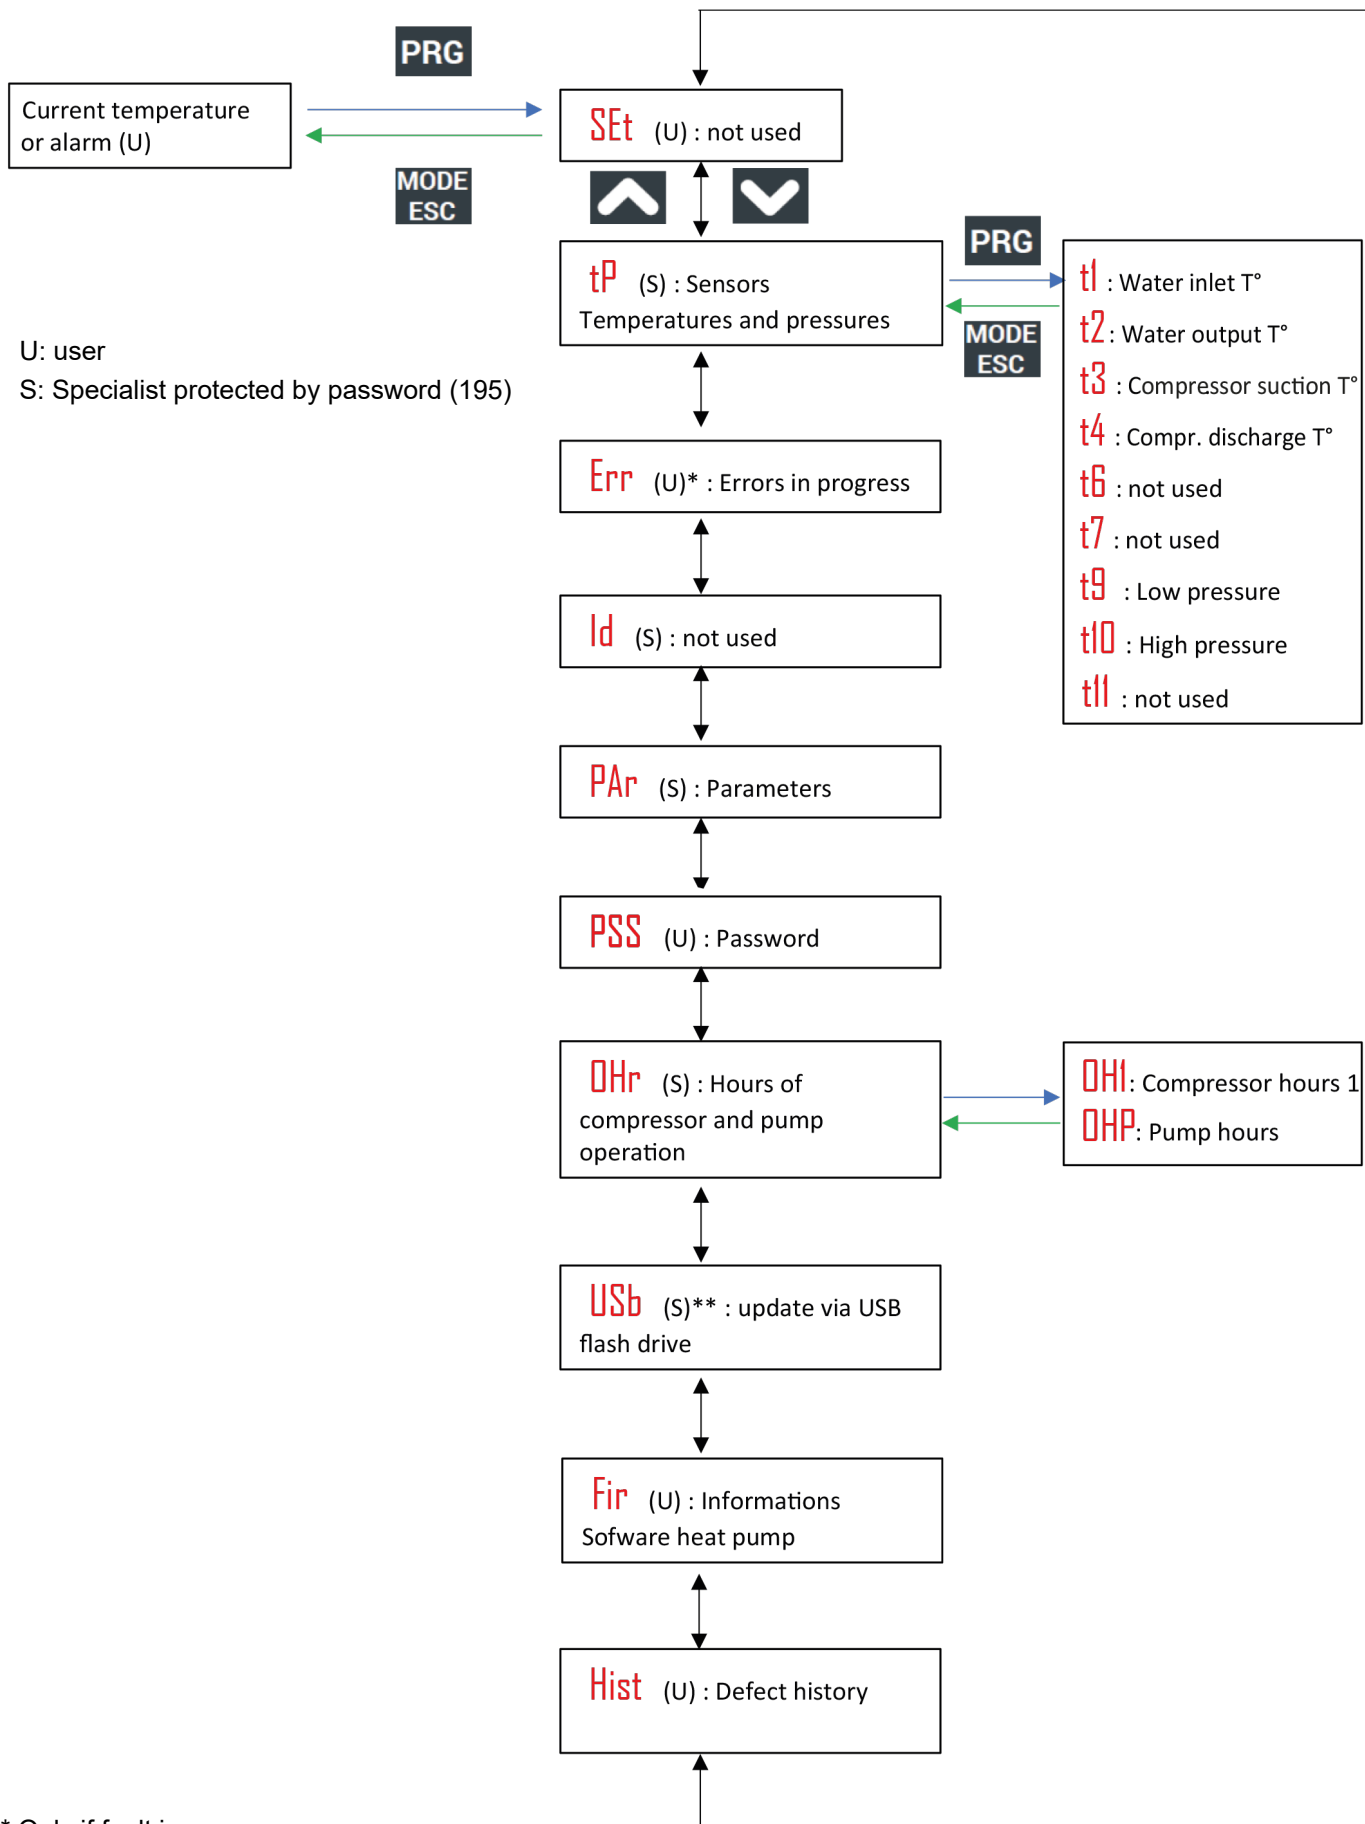 PRG
Current temperature
or alarm (U)
MODE
ESC
SEt (U) : not used
tP (S) : Sensors
Temperatures and pressures
PRG
MODE
ESC
t1 : Water inlet T°
t2 : Water output T°
t3 : Compressor suction T°
t4 : Compr. discharge T°
t6 : not used
t7 : not used
t9 : Low pressure
t10 : High pressure
t11 : not used
U: user
S: Specialist protected by password (195)
Err (U)* : Errors in progress
Id (S) : not used
PAr (S) : Parameters
PSS (U) : Password
OHr (S) : Hours of
compressor and pump
operation
OH1: Compressor hours 1
OHP: Pump hours
USb (S)** : update via USB
flash drive
Fir (U) : Informations
Sofware heat pump
Hist (U) : Defect history